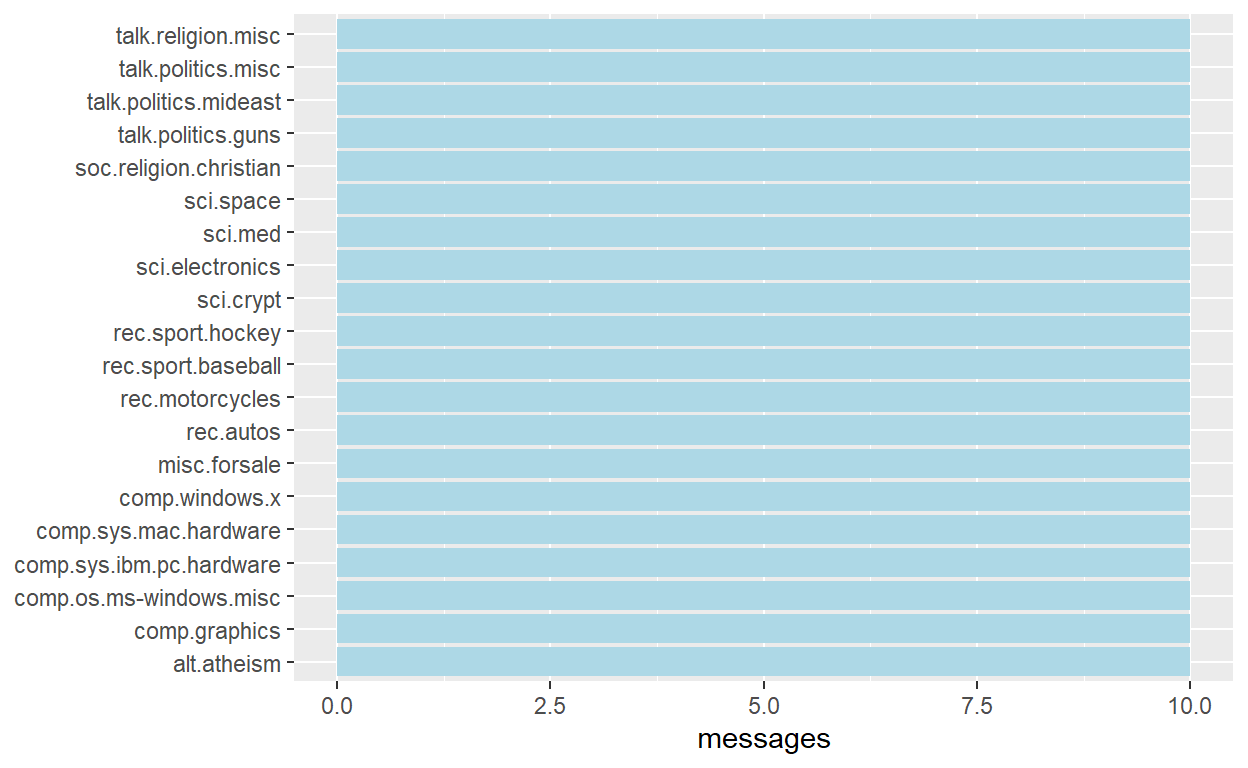 talk.religion.misc
talk.politics.misc
talk.politics.mideast
talk.politics.guns
soc.religion.christian
sci.space
sci.med
sci.electronics
sci.crypt
rec.sport.hockey
rec.sport.baseball
rec.motorcycles
rec.autos
misc.forsale
comp.windows.x
comp.sys.mac.hardware
comp.sys.ibm.pc.hardware
comp.os.ms-windows.misc
comp.graphics
alt.atheism
0.0 2.5 5.0 7.5 10.0
messages